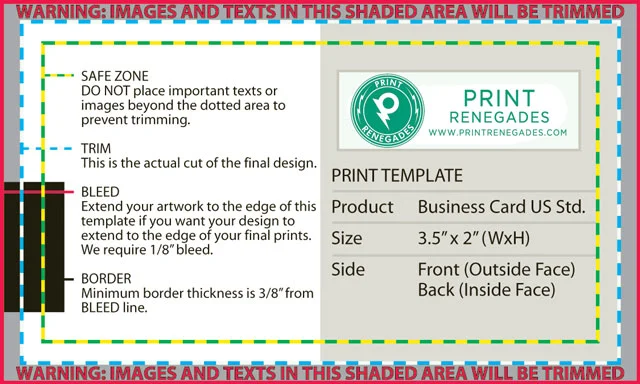 WARNING: IMAGES AND TEXTS IN THIS SHADED AREA WILL BE TRIMMED
SAFE ZONE
DO NOT place important texts or
images beyond the dotted area to
prevent trimming.
TRIM
This is the actual cut of the final design.
BLEED
Extend your artwork to the edge of this
template if you want your design to
extend to the edge of your final prints.
We require 1/8” bleed.
BORDER
Minimum border thickness is 3/8” from
BLEED line.
PRINT
RENEGADES
PRINT
RENEGADES
WWW.PRINTRENEGADES.COM
PRINT TEMPLATE
Product Business Card US Std.
Size 3.5” x 2” (WxH)
Side Front (Outside Face)
Back (Inside Face)
WARNING: IMAGES AND TEXTS IN THIS SHADED AREA WILL BE TRIMMED